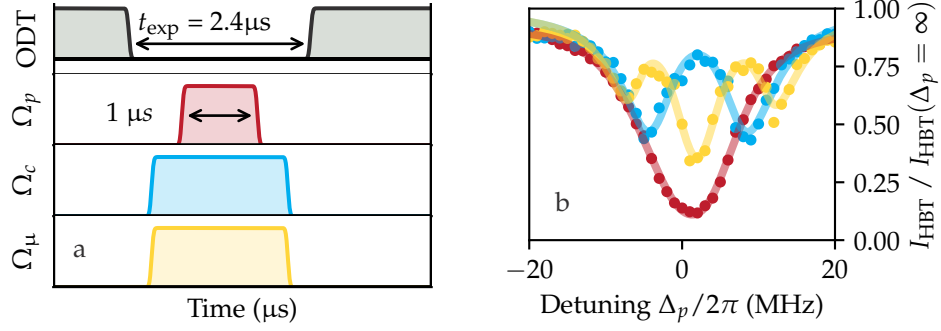 ODT
t_exp = 2.4μs
Ω_p
1 μs
Ω_c
Ω_μ
a
Time (μs)
b
1.00
0.75
0.50
0.25
0.00
−20
0
20
Detuning Δ_p/2π (MHz)
I_HBT / I_HBT(Δ_p = ∞)